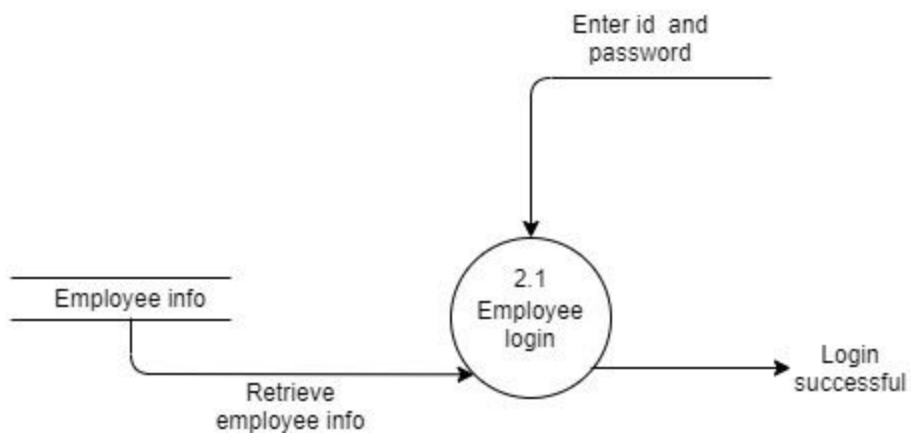 Enter id and
password
2.1
Employee
login
Employee info
Login
successful
Retrieve
employee info